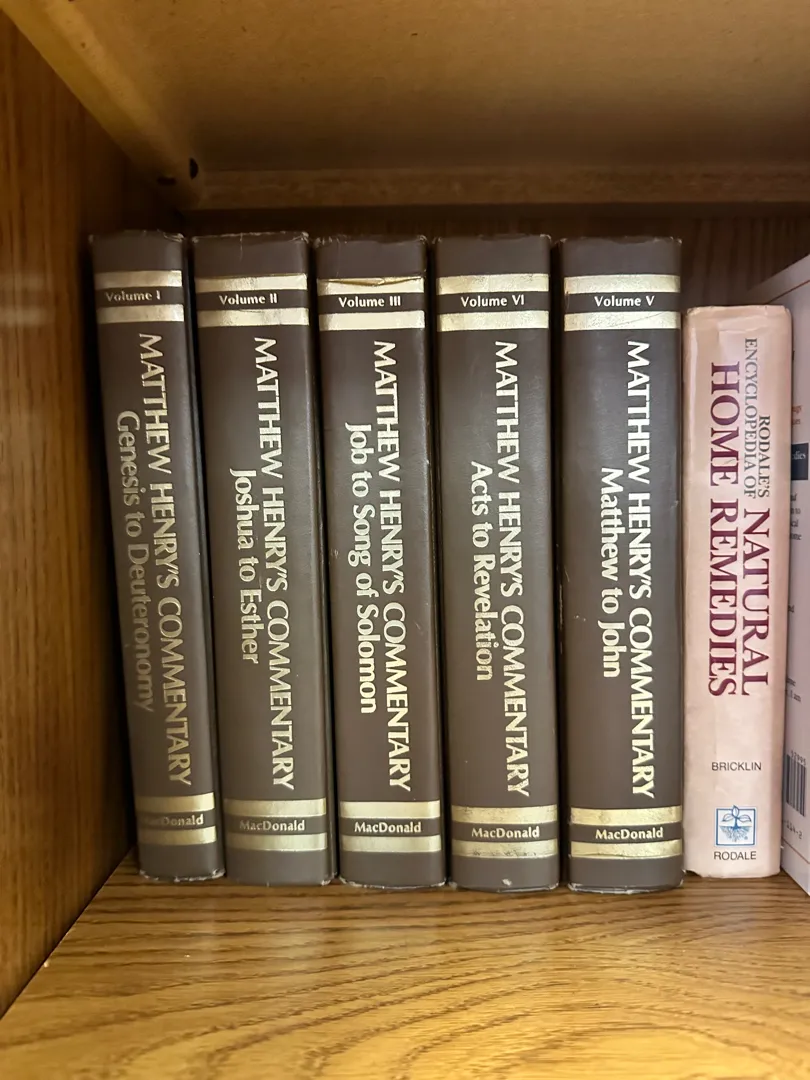 Volume I
MATTHEW HENRY'S COMMENTARY
Genesis to Deuteronomy
MacDonald
Volume II
MATTHEW HENRY'S COMMENTARY
Joshua to Esther
MacDonald
Volume III
MATTHEW HENRY'S COMMENTARY
Job to Song of Solomon
MacDonald
Volume VI
MATTHEW HENRY'S COMMENTARY
Acts to Revelation
MacDonald
Volume V
MATTHEW HENRY'S COMMENTARY
Matthew to John
MacDonald
RODALE'S
ENCYCLOPEDIA OF
NATURAL
HOME REMEDIES
BRICKLIN
RODALE